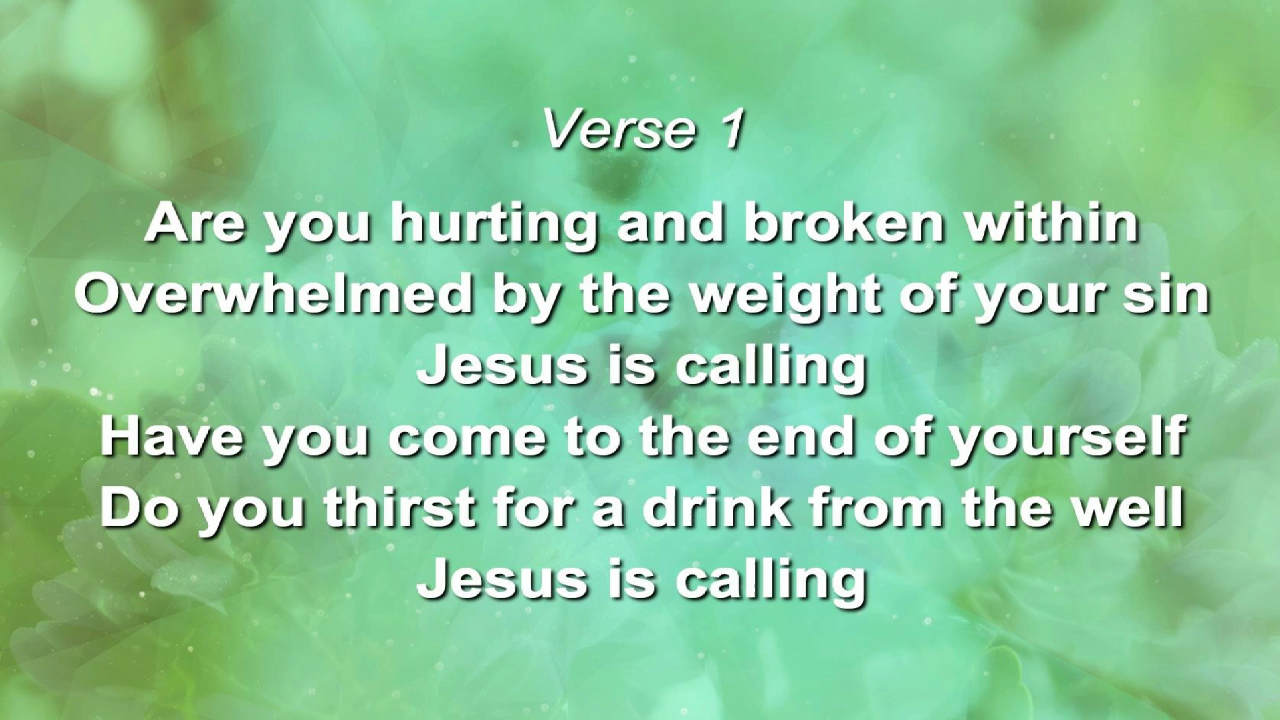 Verse 1
Are you hurting and broken within
Overwhelmed by the weight of your sin
Jesus is calling
Have you come to the end of yourself
Do you thirst for a drink from the well
Jesus is calling